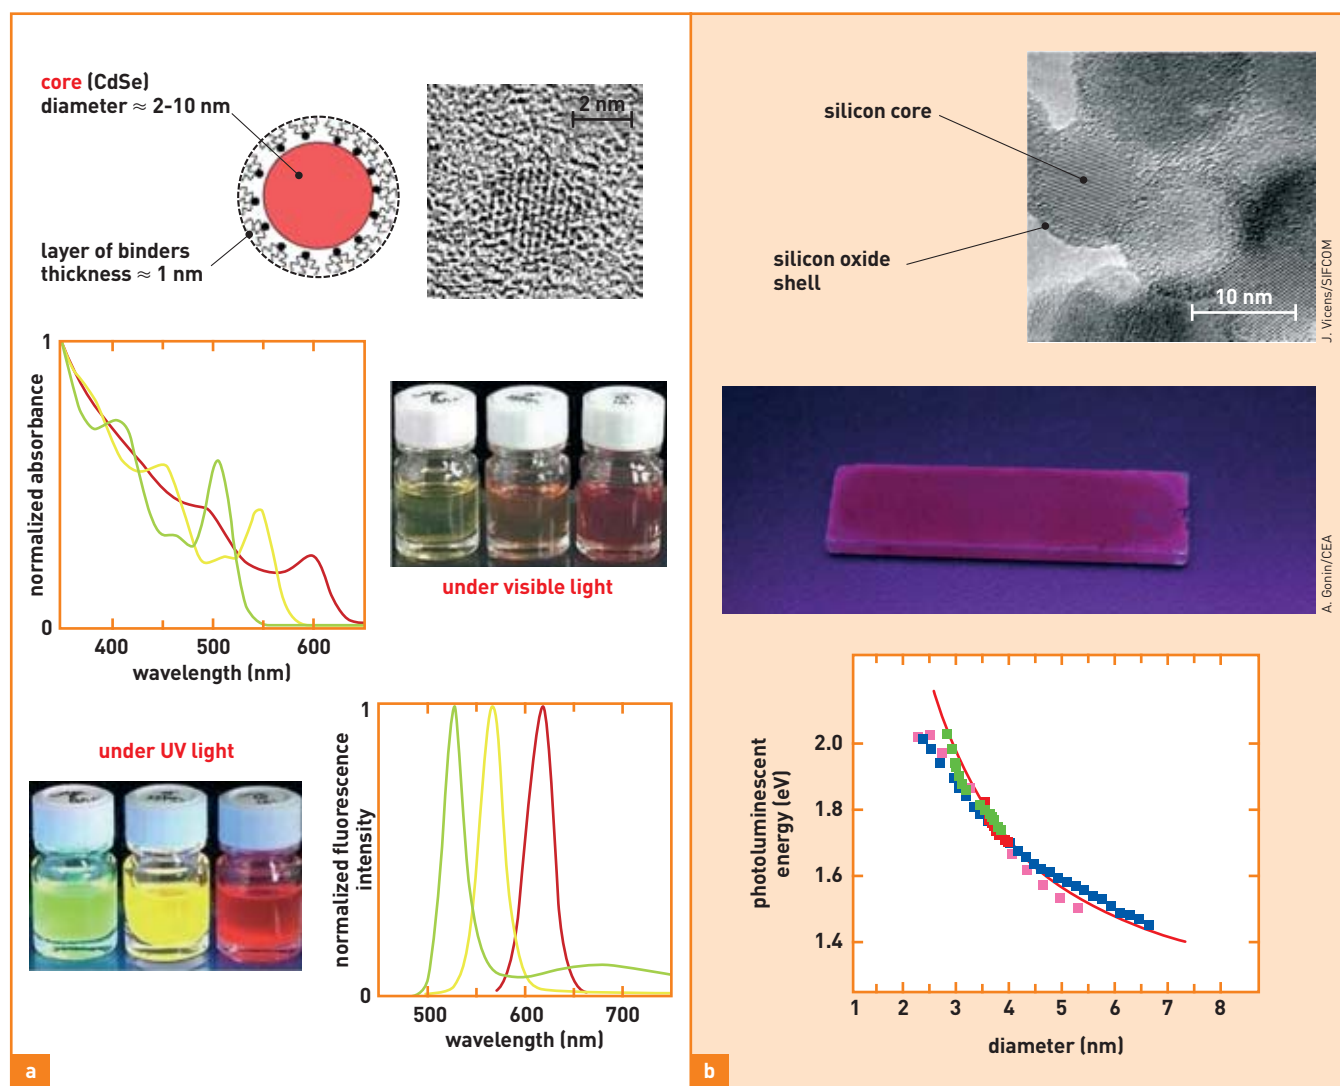 core (CdSe)
diameter ≈ 2-10 nm
layer of binders
thickness ≈ 1 nm
2 nm
1
normalized absorbance
0
400
500
600
wavelength (nm)
under visible light
under UV light
1
normalized fluorescence
intensity
0
500
600
700
wavelength (nm)
a
silicon core
silicon oxide
shell
10 nm
J. Vicens/SIFCOM
A. Gonin/CEA
photoluminescent
energy (eV)
2.0
1.8
1.6
1.4
1
2
3
4
5
6
7
8
diameter (nm)
b